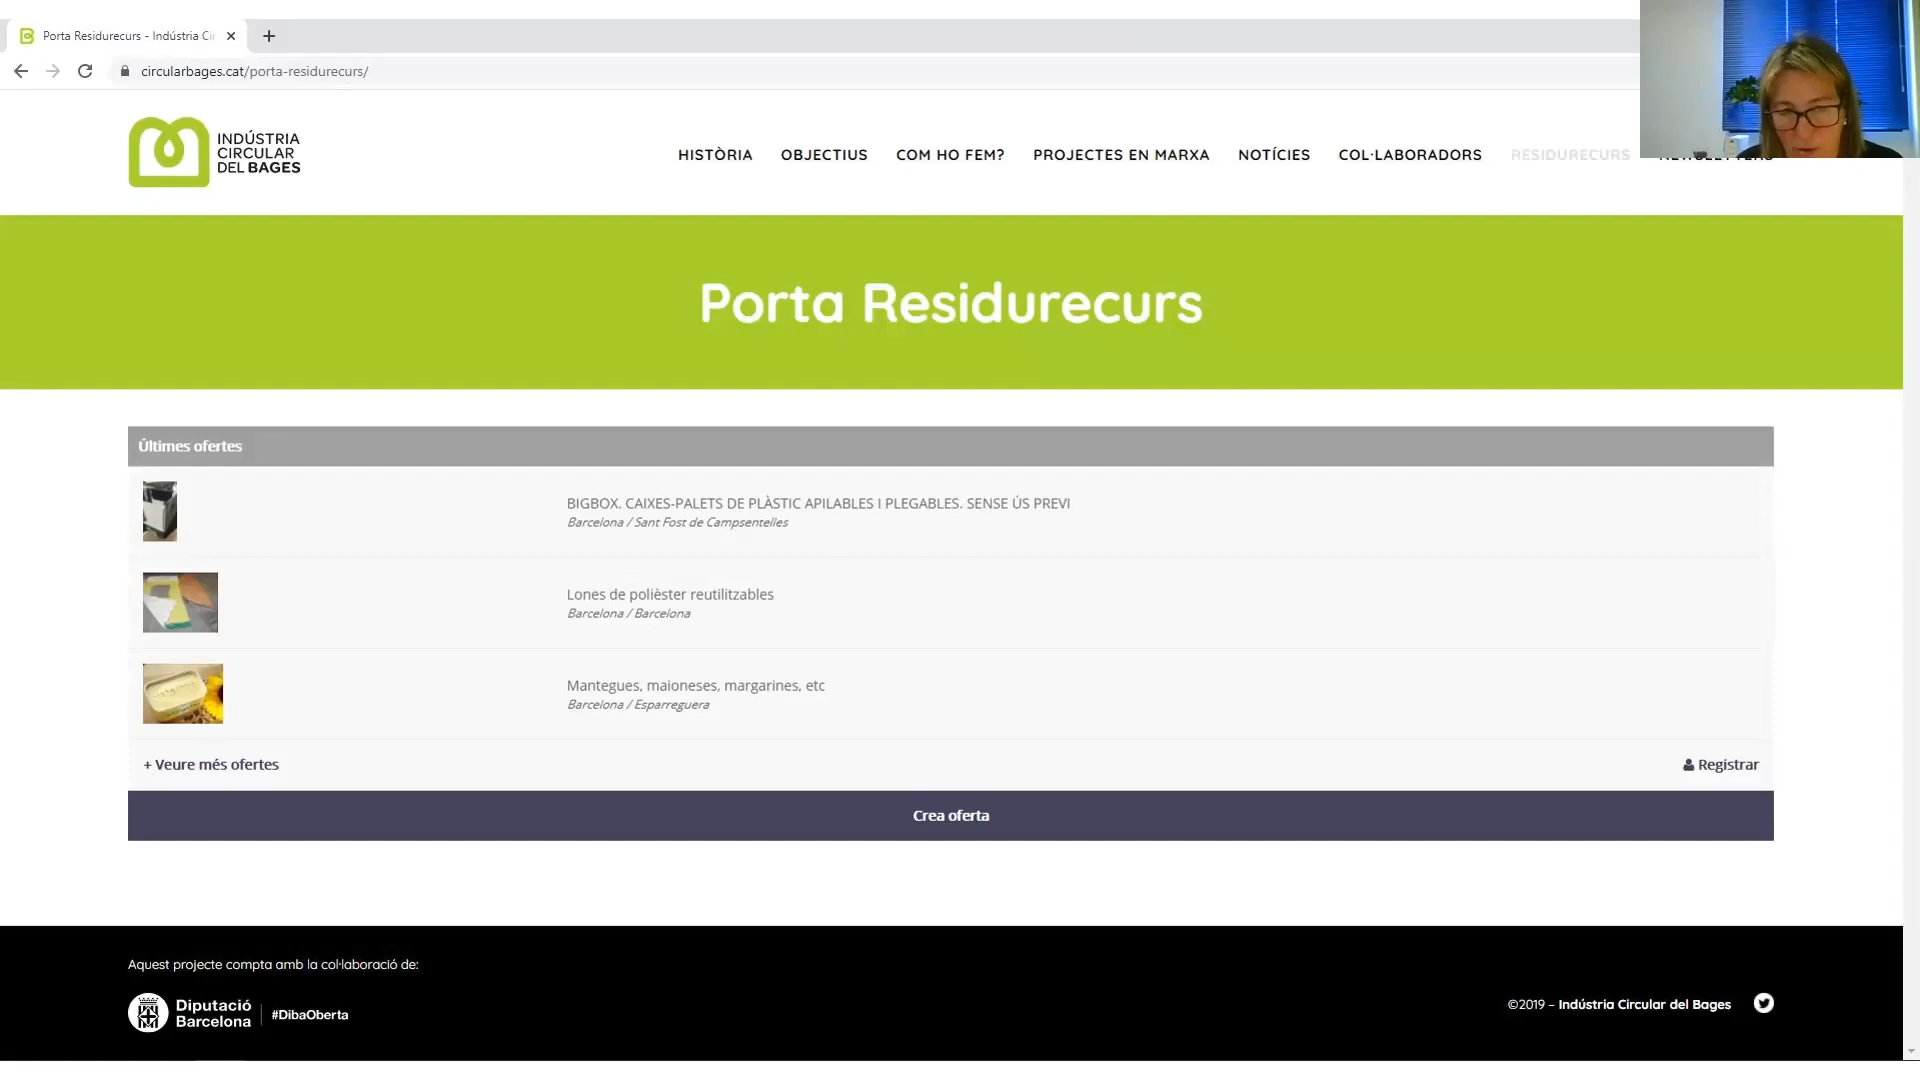 Porta Residurecurs - Indústria Cir
circularbages.cat/porta-residurecurs/
INDÚSTRIA
CIRCULAR
DEL BAGES
HISTÒRIA OBJECTIUS COM HO FEM? PROJECTES EN MARXA NOTÍCIES COL·LABORADORS RESIDURECURS
Porta Residurecurs
Últimes ofertes
BIGBOX. CAIXES-PALETS DE PLÀSTIC APILABLES I PLEGABLES. SENSE ÚS PREVI
Barcelona / Sant Fost de Campsentelles
Lones de polièster reutilitzables
Barcelona / Barcelona
Mantegues, maioneses, margarines, etc
Barcelona / Esparreguera
+ Veure més ofertes
Registrar
Crea oferta
Aquest projecte compta amb la col·laboració de:
Diputació
Barcelona
#DibaOberta
©2019 – Indústria Circular del Bages